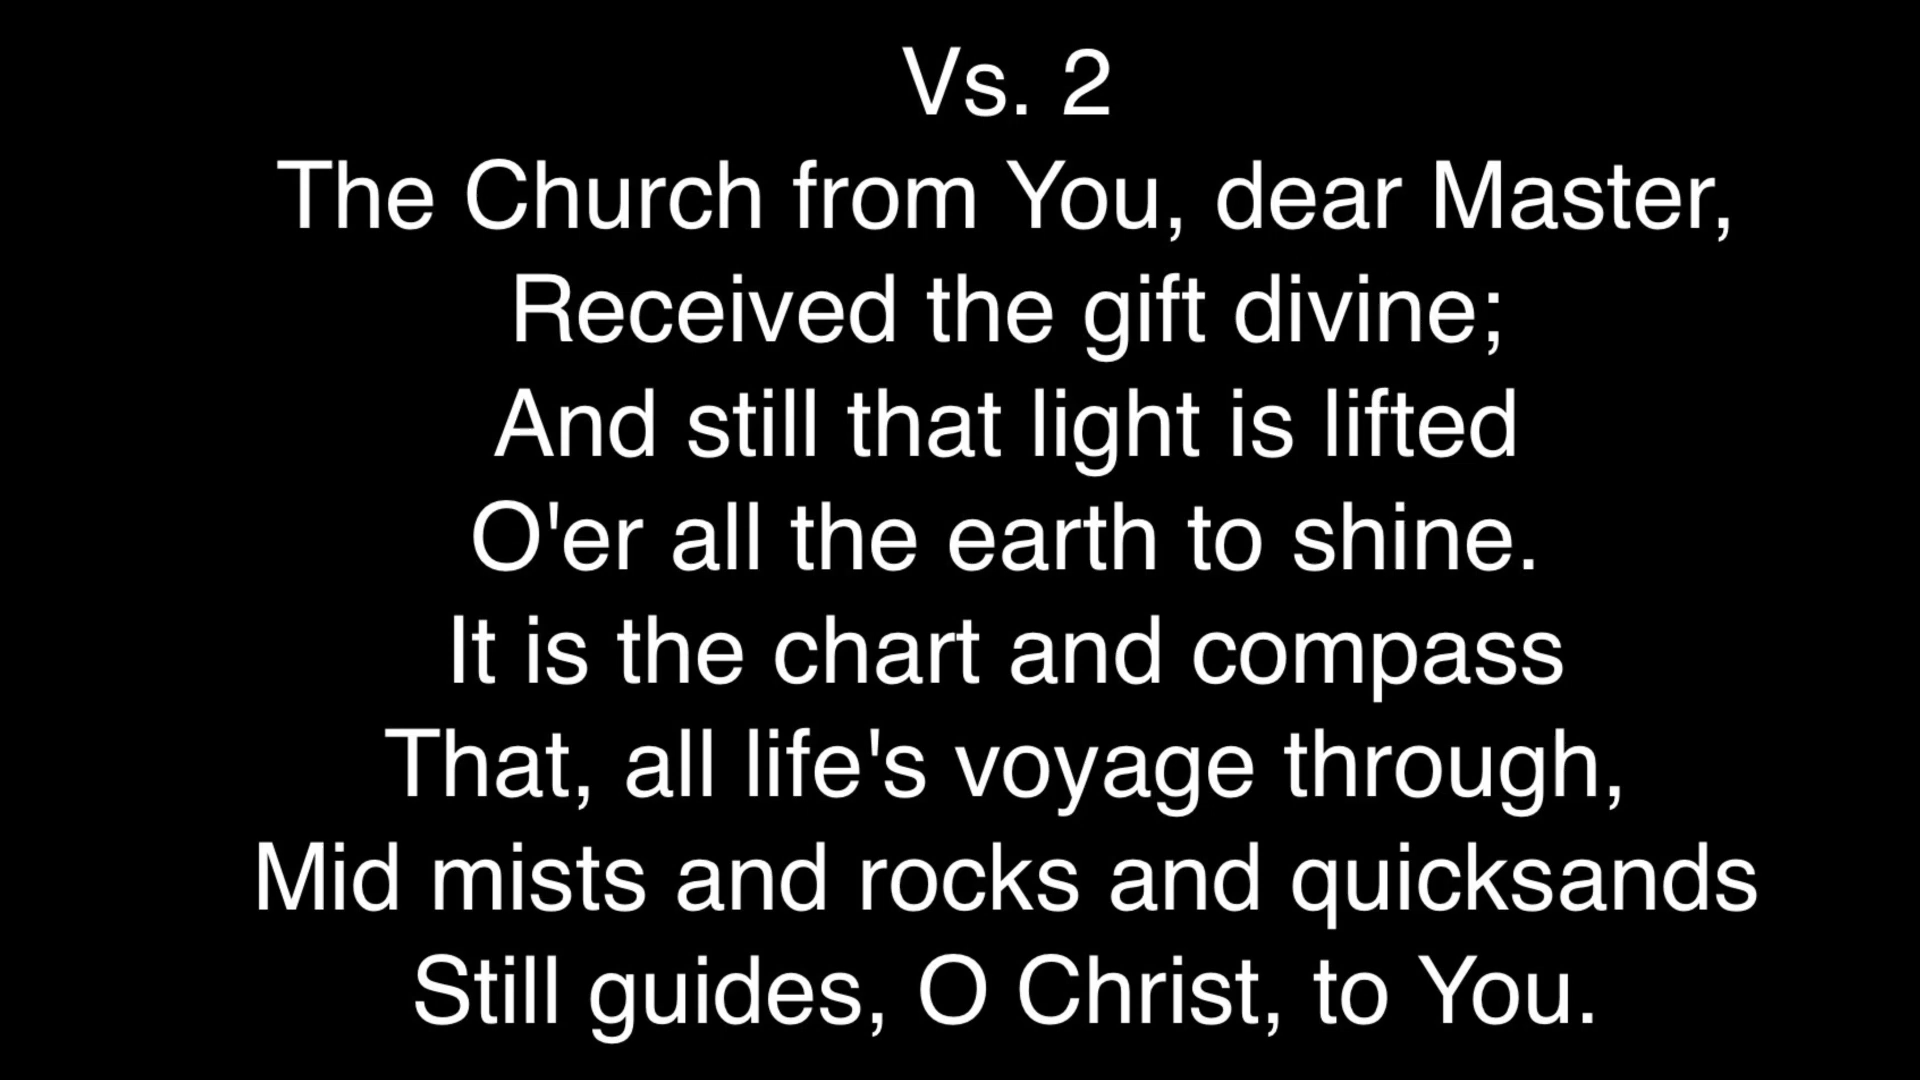 Vs. 2
The Church from You, dear Master,
Received the gift divine;
And still that light is lifted
O'er all the earth to shine.
It is the chart and compass
That, all life's voyage through,
Mid mists and rocks and quicksands
Still guides, O Christ, to You.